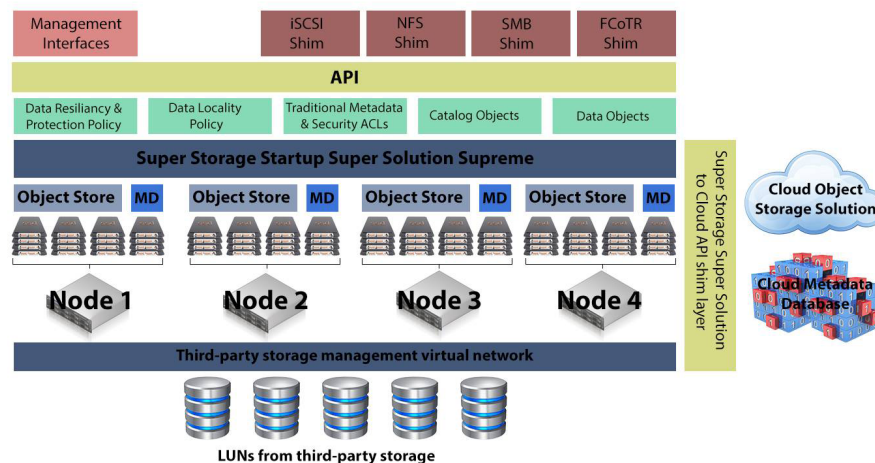 Management
Interfaces
iSCSI
Shim
NFS
Shim
SMB
Shim
FCoTR
Shim
API
Data Resiliancy &
Protection Policy
Data Locality
Policy
Traditional Metadata
& Security ACLs
Catalog Objects
Data Objects
Super Storage Startup Super Solution Supreme
Object Store
MD
Object Store
MD
Object Store
MD
Object Store
MD
Node 1
Node 2
Node 3
Node 4
Third-party storage management virtual network
LUNs from third-party storage
Super Storage Super Solution
to Cloud API shim layer
Cloud Object
Storage Solution
Cloud Metadata
Database